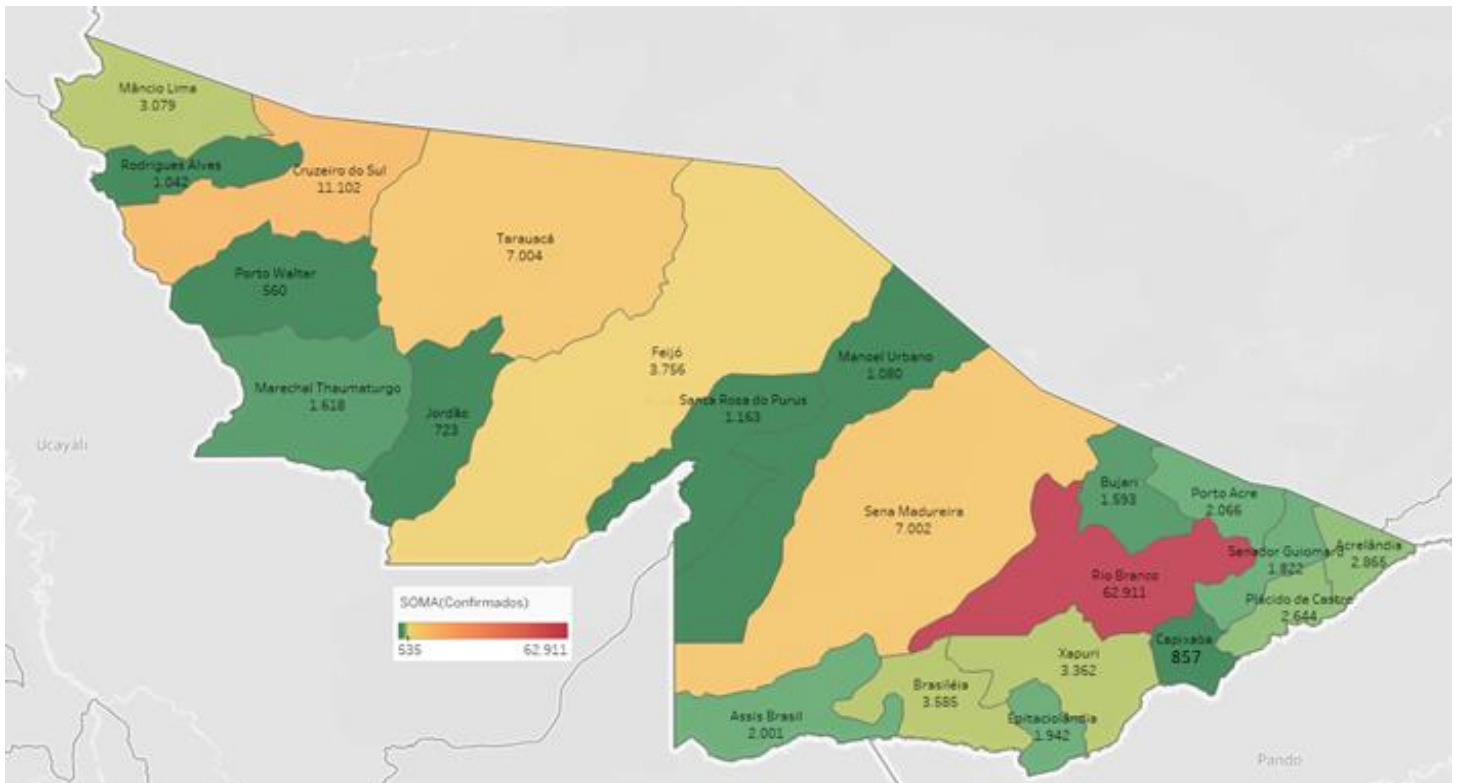 Mâncio Lima
3.079
Rodrigues Alves
1.042
Cruzeiro do Sul
11.102
Tarauacá
7.004
Porto Walter
560
Feijó
3.756
Manoel Urbano
1.080
Marechal Thaumaturgo
1.618
Jordão
723
Santa Rosa do Purus
1.163
Ucayali
Sena Madureira
7.002
Bujari
1.593
Porto Acre
2.066
Senador Guiomard
1.822
Acrelândia
2.865
Rio Branco
62.911
Plácido de Castro
2.644
SOMA(Confirmados)
535
62.911
Capixaba
857
Xapuri
3.362
Brasiléia
3.585
Assis Brasil
2.001
Epitaciolândia
1.942
Pando